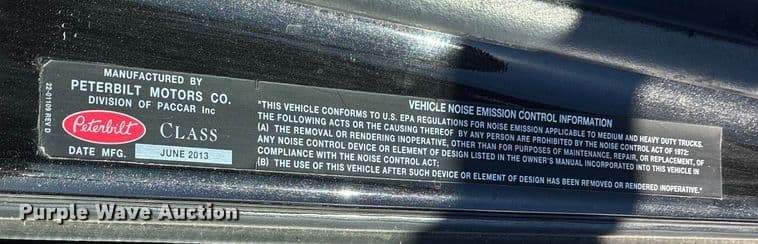 MANUFACTURED BY
PETERBILT MOTORS CO.
DIVISION OF PACCAR Inc
22-01109 REV D
Peterbilt CLASS
DATE MFG. JUNE 2013
VEHICLE NOISE EMISSION CONTROL INFORMATION
"THIS VEHICLE CONFORMS TO U.S. EPA REGULATIONS FOR NOISE EMISSION APPLICABLE TO MEDIUM AND HEAVY DUTY TRUCKS.
THE FOLLOWING ACTS OR THE CAUSING THEREOF BY ANY PERSON ARE PROHIBITED BY THE NOISE CONTROL ACT OF 1972:
(A) THE REMOVAL OR RENDERING INOPERATIVE, OTHER THAN FOR PURPOSES OF MAINTENANCE, REPAIR, OR REPLACEMENT, OF
ANY NOISE CONTROL DEVICE OR ELEMENT OF DESIGN LISTED IN THE OWNER'S MANUAL INCORPORATED INTO THIS VEHICLE IN
COMPLIANCE WITH THE NOISE CONTROL ACT;
(B) THE USE OF THIS VEHICLE AFTER SUCH DEVICE OR ELEMENT OF DESIGN HAS BEEN REMOVED OR RENDERED INOPERATIVE."
Purple Wave Auction